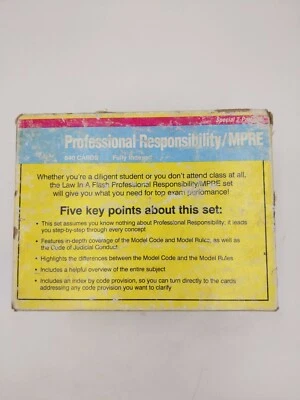 Special 2-Part Set
Professional Responsibility/MPRE
CARDS Fully
Whether you're a diligent student or you don't attend class at all,
the Law In A Flash Professional Responsibility/MPRE set
will give you what you need for top exam performance!
Five key points about this set:
• This set assumes you know nothing about Professional Responsibility; it leads
you step-by-step through every concept
• Features in-depth coverage of the Model Code and Model Rules, as well as
the Code of Judicial Conduct
• Highlights the differences between the Model Code and the Model Rules
• Includes a helpful overview of the entire subject
• Includes an index by code provision, so you can turn directly to the cards
addressing any code provision you want to clarify